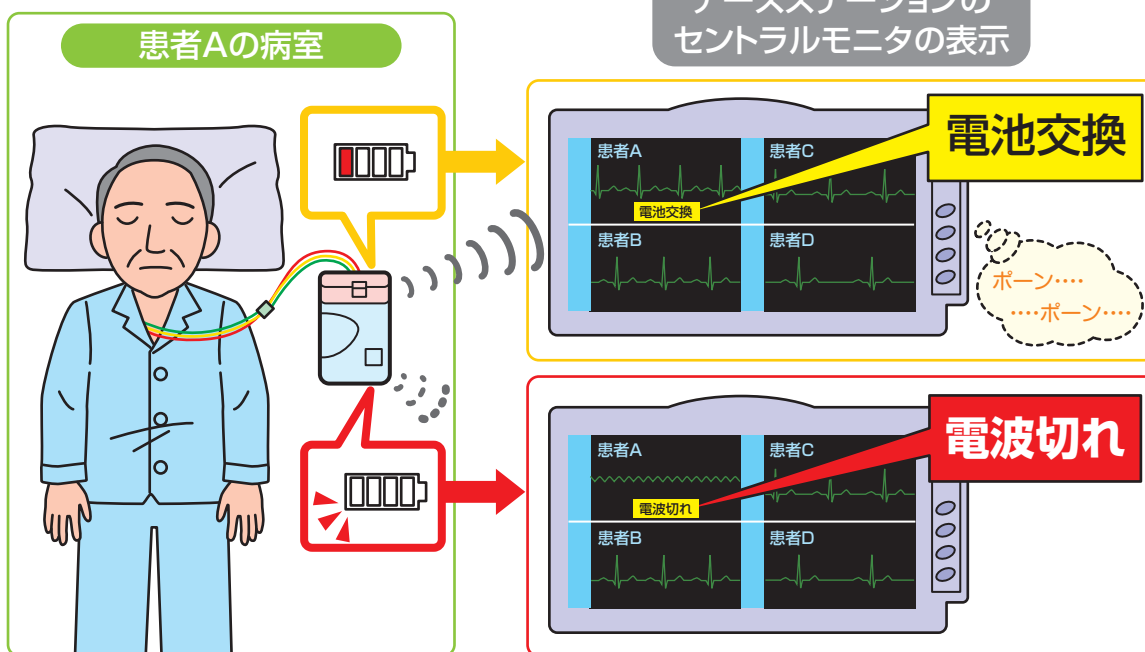 患者Aの病室
ナースステーションの
セントラルモニタの表示
患者A
患者C
電池交換
患者B
患者D
電池交換
ポーン‥‥
‥‥ポーン‥‥
患者A
患者C
電波切れ
患者B
患者D
電波切れ